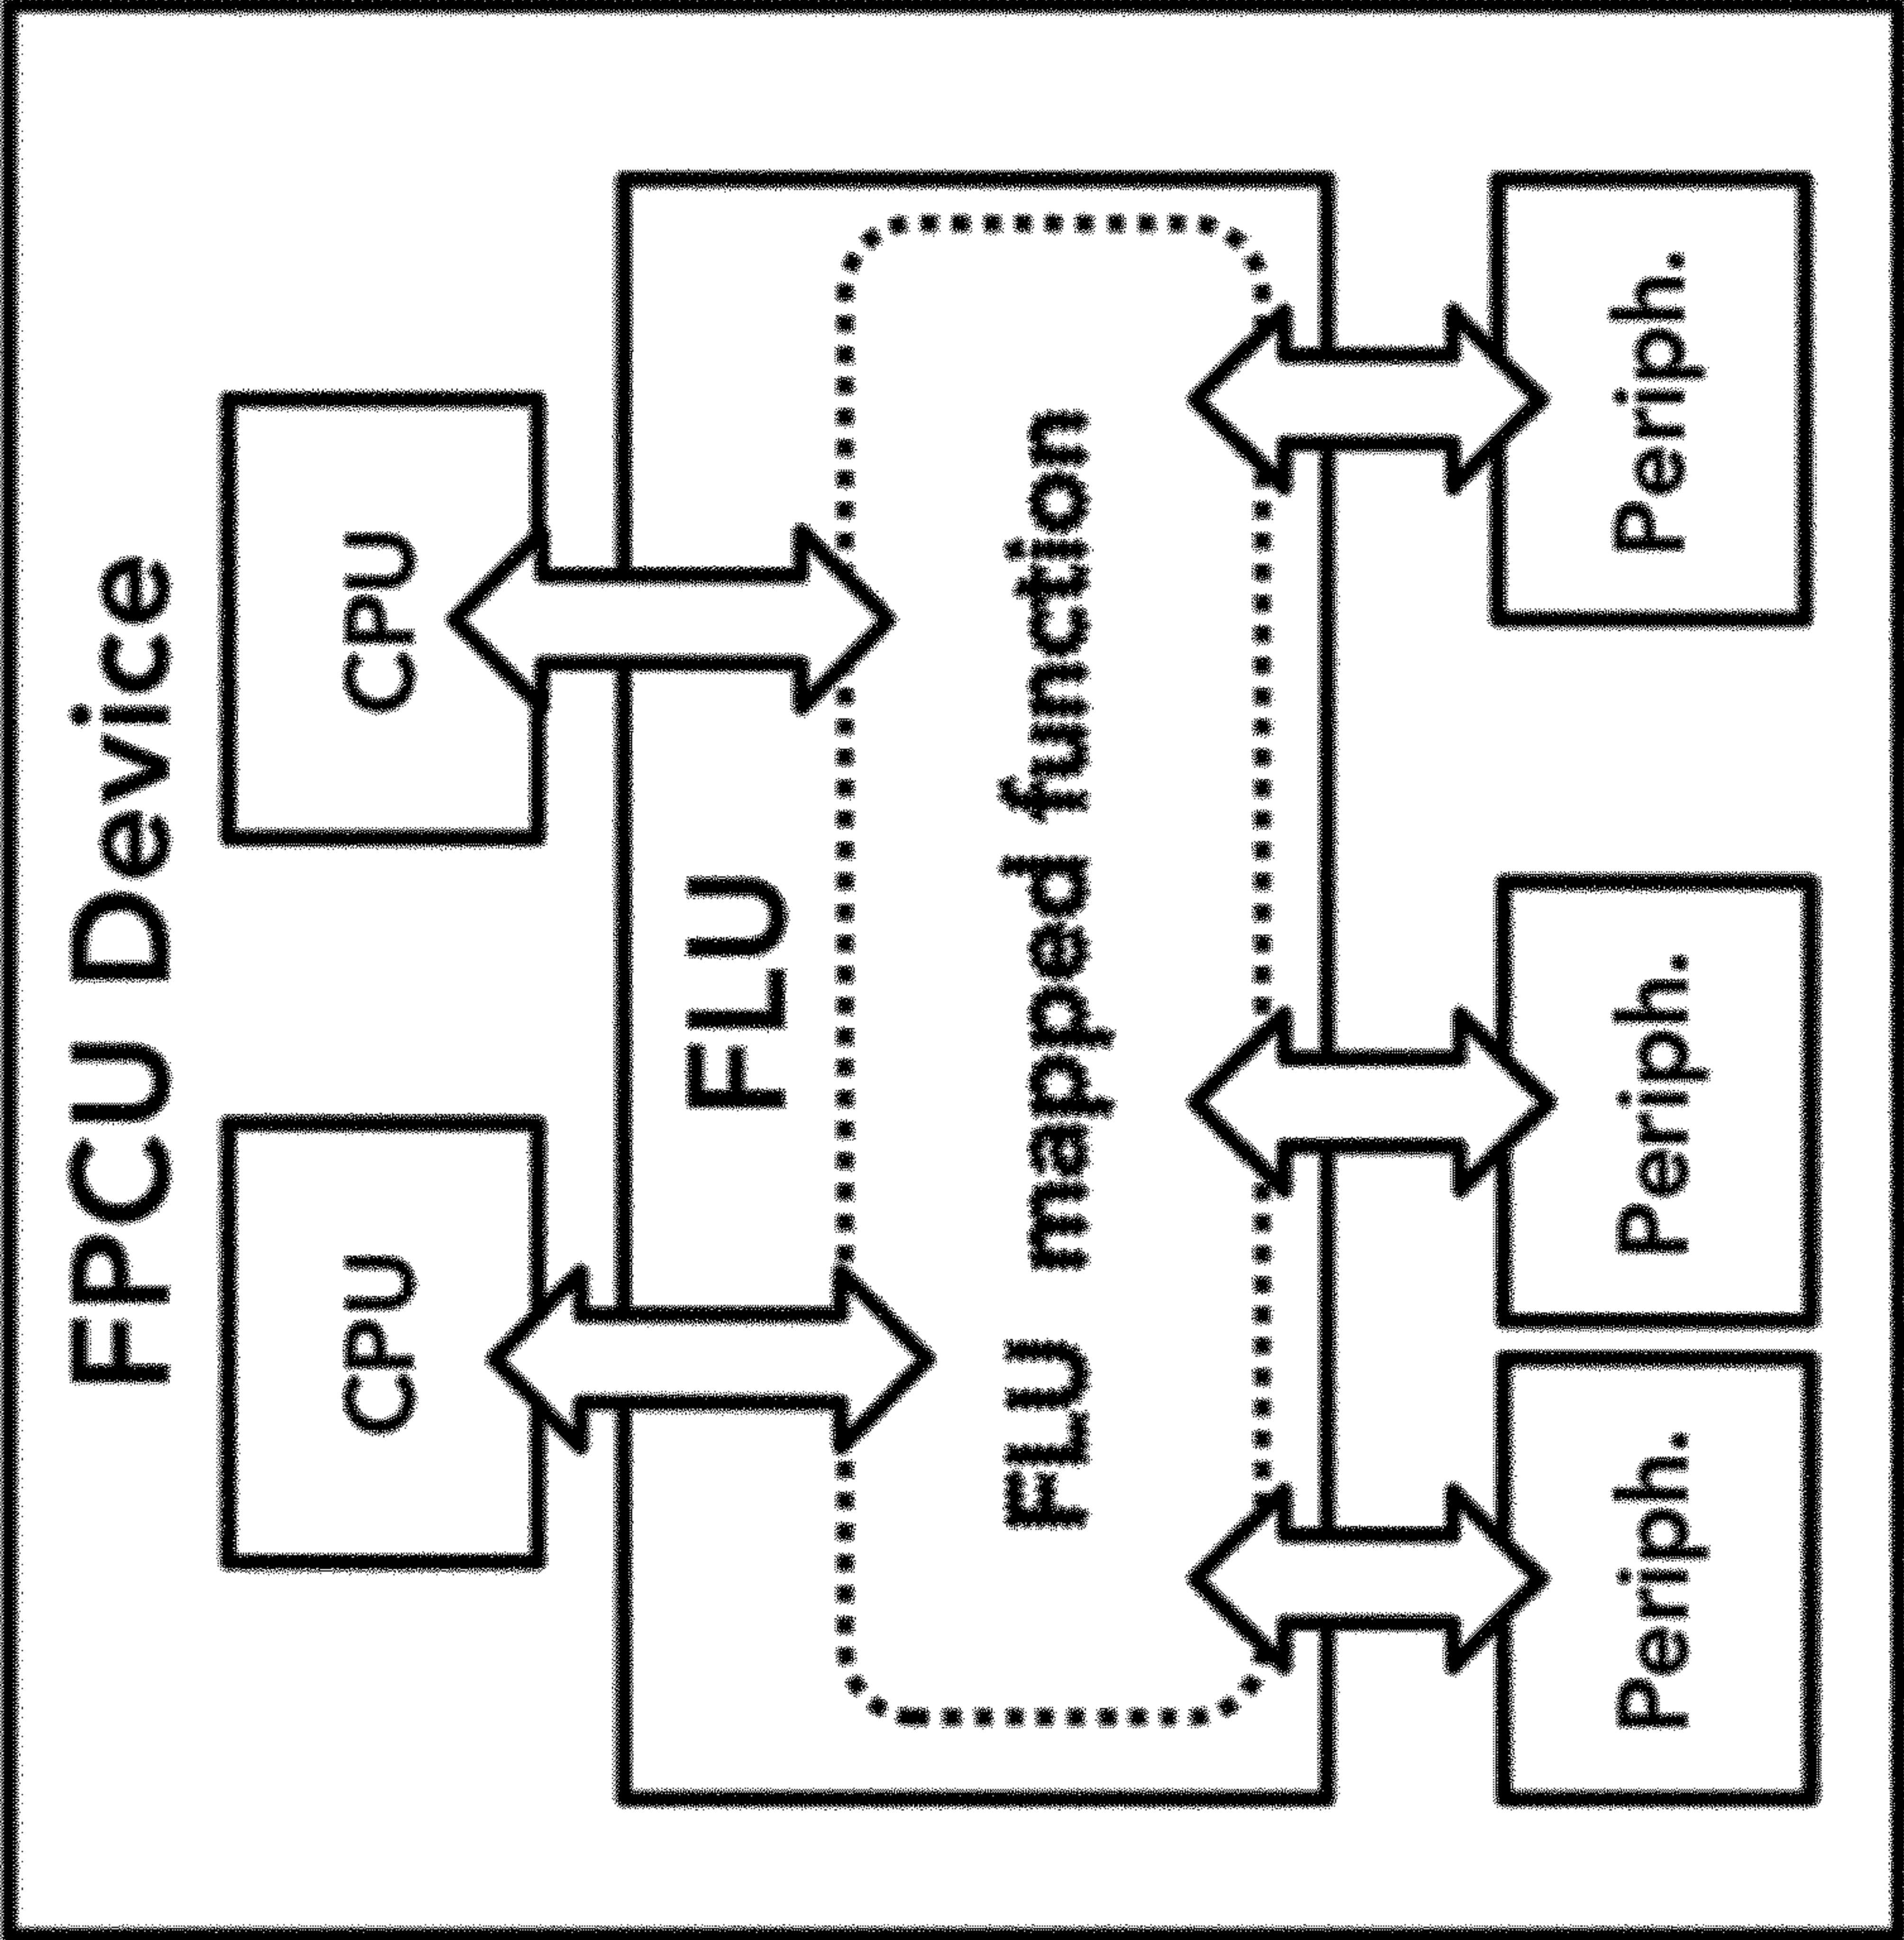 FPCU Device
CPU
CPU
FLU
FLU mapped function
Periph.
Periph.
Periph.